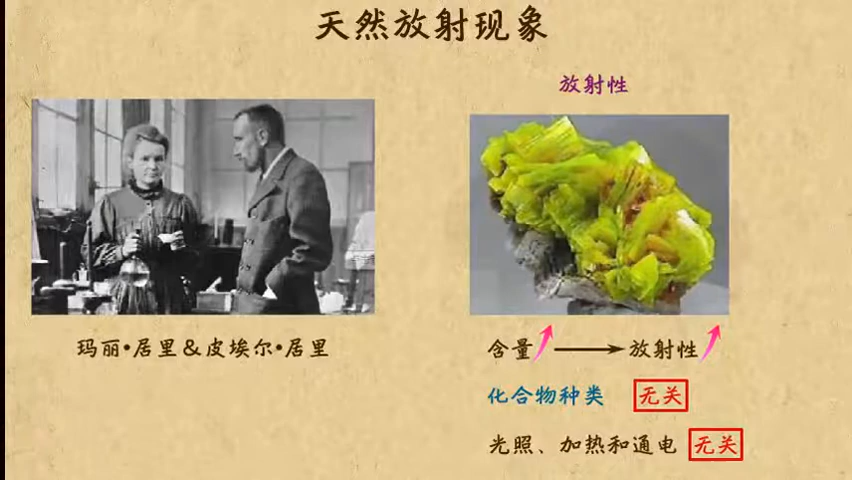 天然放射现象
放射性
玛丽•居里&皮埃尔•居里
含量 放射性
化合物种类 无关
光照、加热和通电 无关